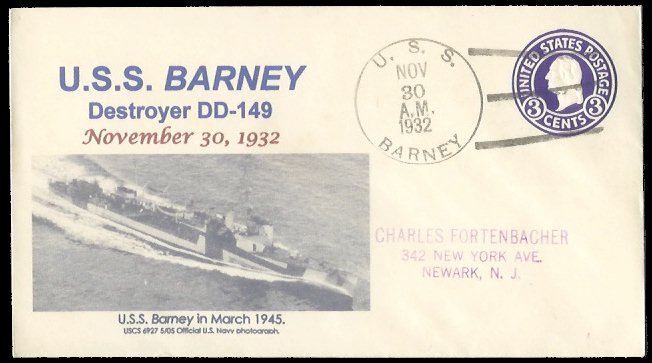 U.S.S. BARNEY
Destroyer DD-149
November 30, 1932
U.S.S. Barney in March 1945.
USCS 6927 5/05 Official U.S. Navy photograph.
U. S. S.
NOV
30
A.M.
1932
BARNEY
UNITED STATES POSTAGE
3 CENTS 3
CHARLES FORTENBACHER
342 NEW YORK AVE.
NEWARK, N. J.